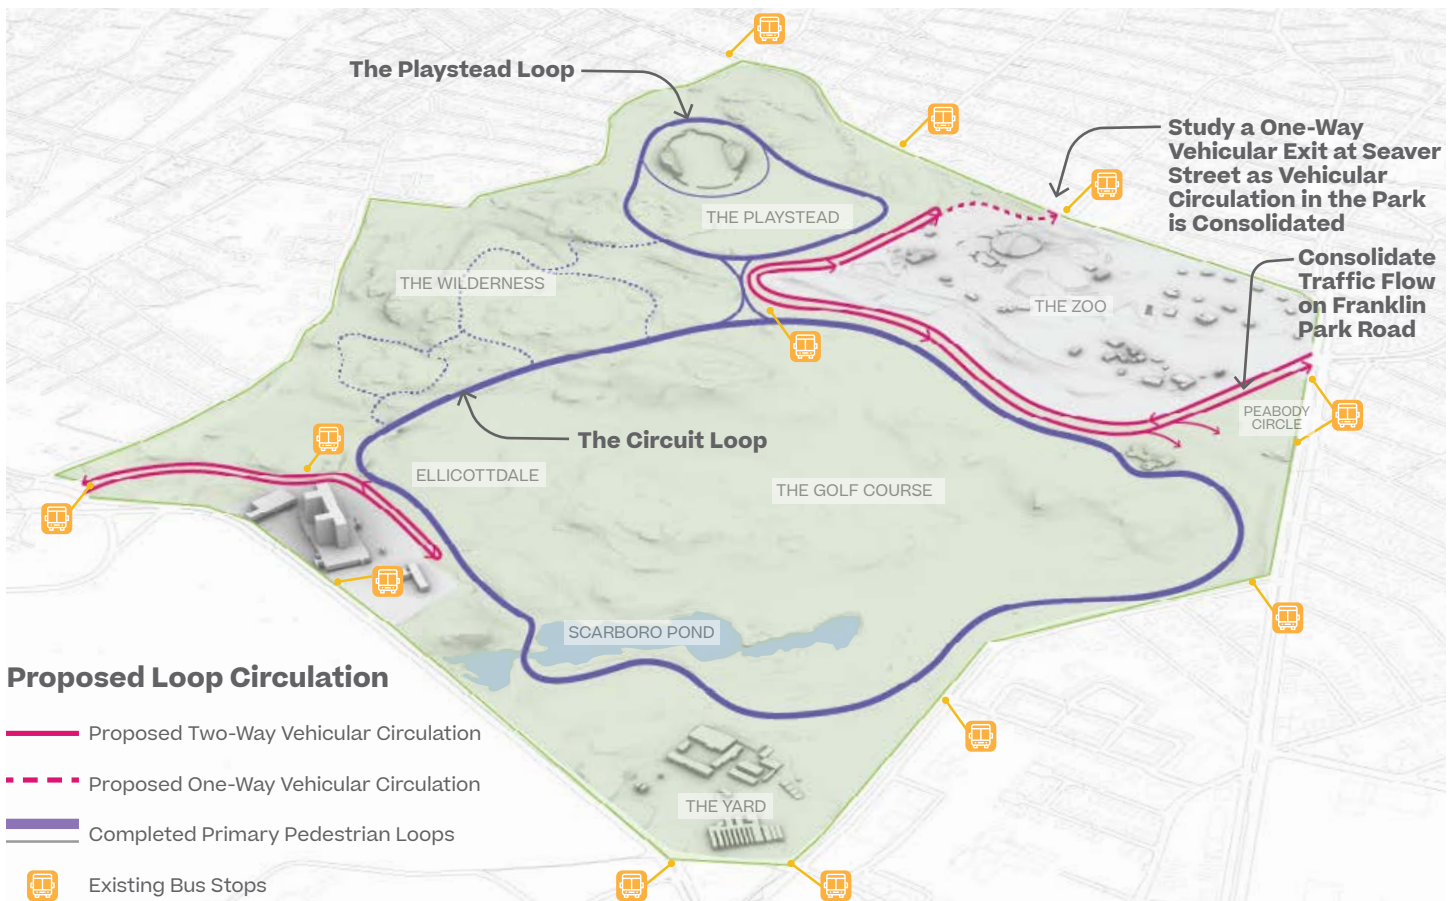 The Playstead Loop
Study a One-Way
Vehicular Exit at Seaver
Street as Vehicular
Circulation in the Park
is Consolidated
THE PLAYSTEAD
Consolidate
Traffic Flow
on Franklin
Park Road
THE WILDERNESS
THE ZOO
PEABODY
CIRCLE
The Circuit Loop
ELLICOTTDALE
THE GOLF COURSE
SCARBORO POND
THE YARD
Proposed Loop Circulation
Proposed Two-Way Vehicular Circulation
Proposed One-Way Vehicular Circulation
Completed Primary Pedestrian Loops
Existing Bus Stops